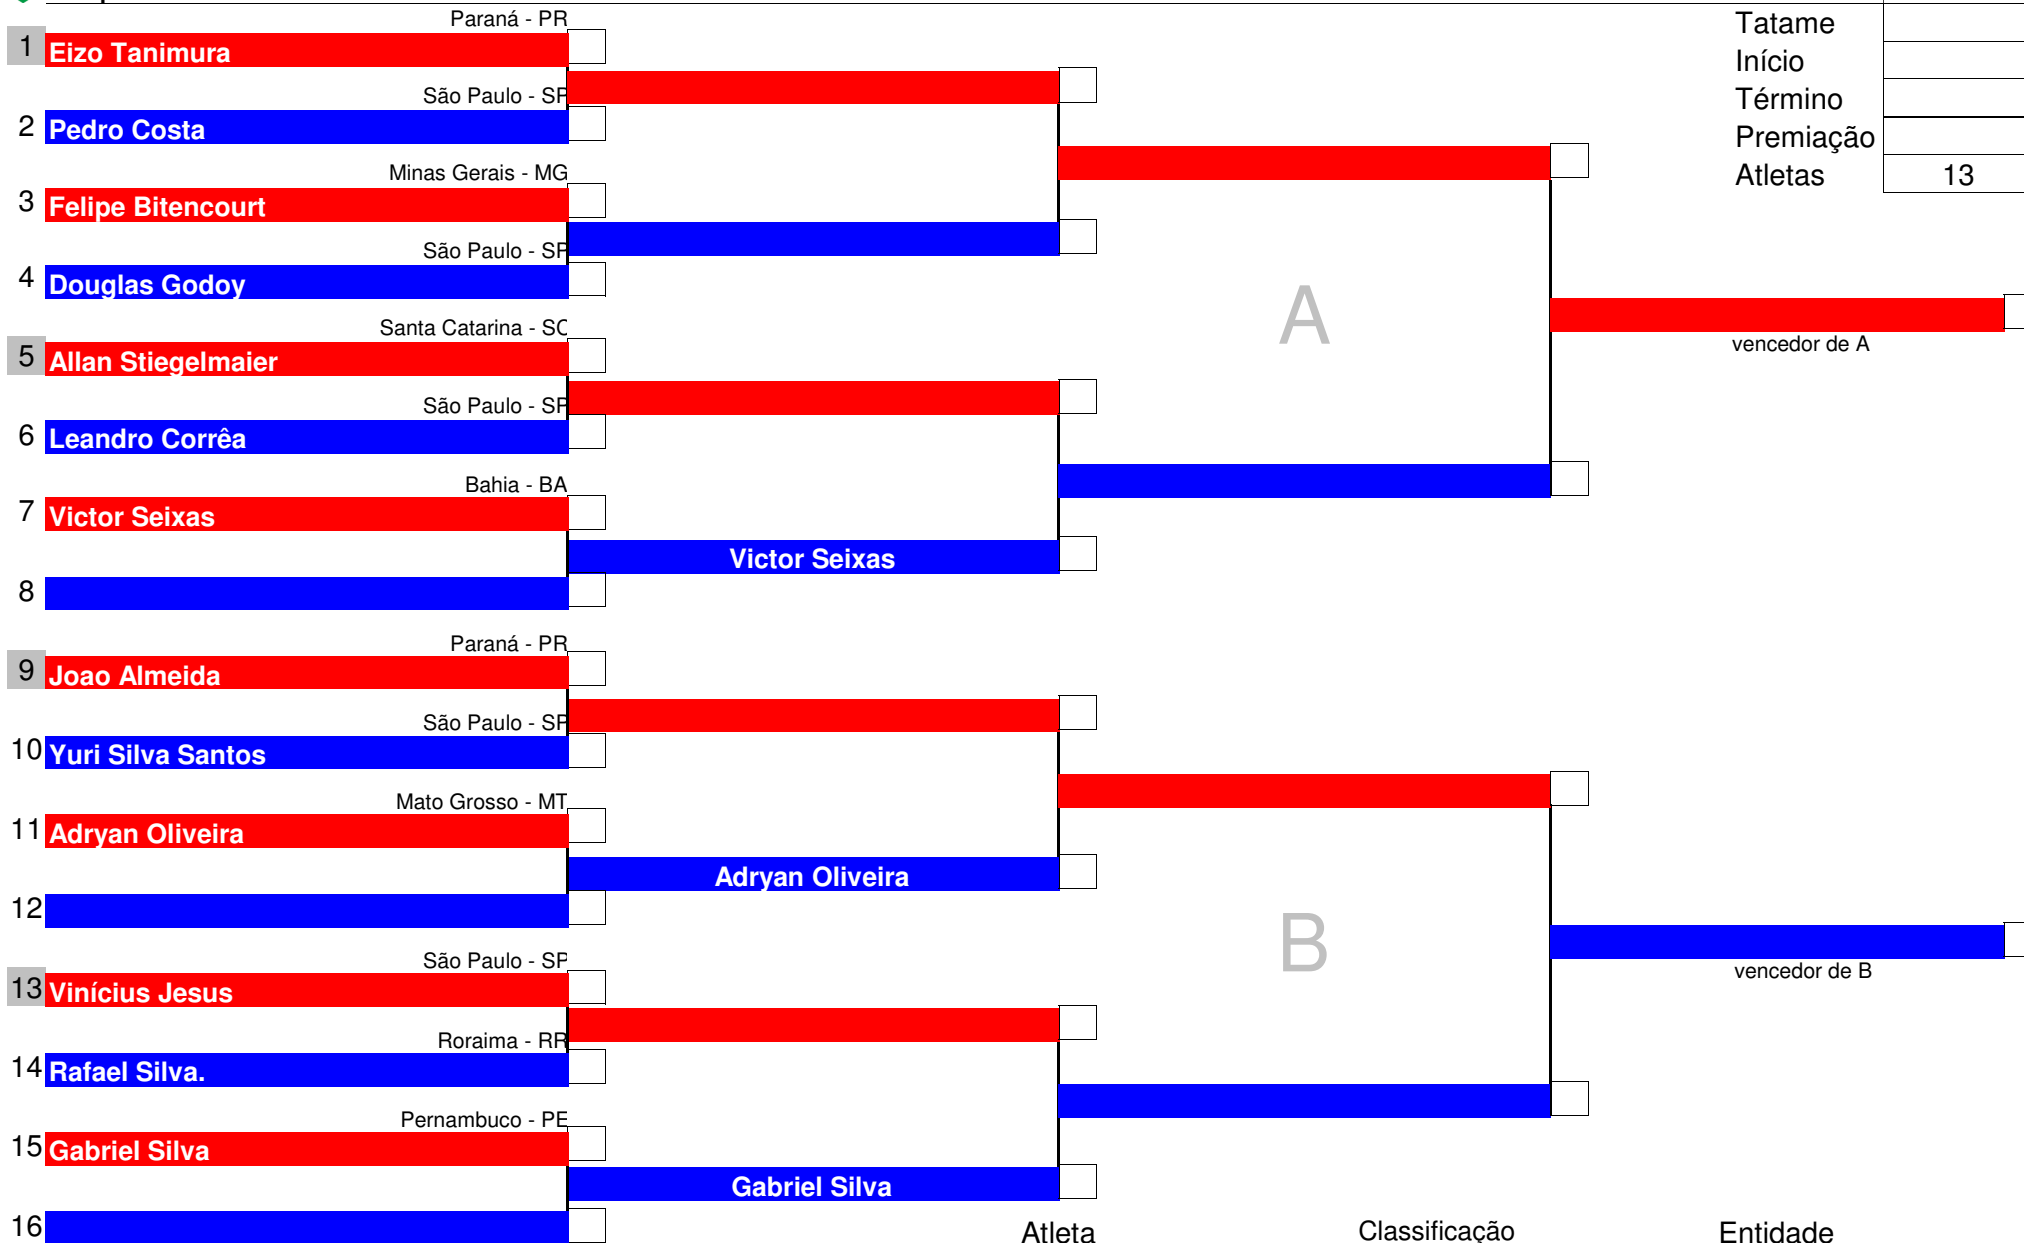 Paraná - PR
1 Eizo Tanimura
São Paulo - SP
2 Pedro Costa
Minas Gerais - MG
3 Felipe Bitencourt
São Paulo - SP
4 Douglas Godoy
Santa Catarina - SC
5 Allan Stiegelmaier
São Paulo - SP
6 Leandro Corrêa
Bahia - BA
7 Victor Seixas
Victor Seixas
8
Paraná - PR
9 Joao Almeida
São Paulo - SP
10 Yuri Silva Santos
Mato Grosso - MT
11 Adryan Oliveira
Adryan Oliveira
12
São Paulo - SP
13 Vinícius Jesus
Roraima - RR
14 Rafael Silva.
Pernambuco - PE
15 Gabriel Silva
Gabriel Silva
16
A
B
vencedor de A
vencedor de B
Tatame
Início
Término
Premiação
Atletas 13
Atleta Classificação Entidade